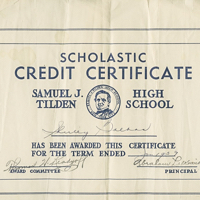 SCHOLASTIC
CREDIT CERTIFICATE
SAMUEL J. TILDEN HIGH SCHOOL
Shirley
HAS BEEN AWARDED THIS CERTIFICATE
FOR THE TERM ENDED
AWARD COMMITTEE PRINCIPAL